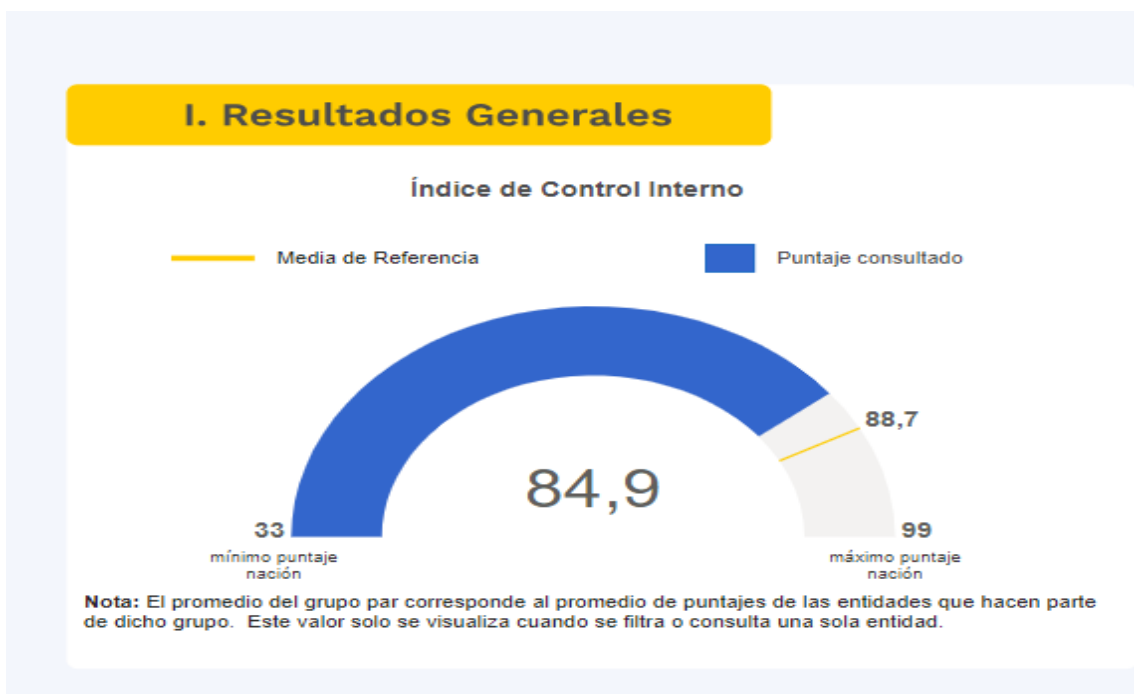 I. Resultados Generales
Índice de Control Interno
Media de Referencia
Puntaje consultado
88,7
84,9
33
mínimo puntaje
nación
99
máximo puntaje
nación
Nota: El promedio del grupo par corresponde al promedio de puntajes de las entidades que hacen parte
de dicho grupo. Este valor solo se visualiza cuando se filtra o consulta una sola entidad.